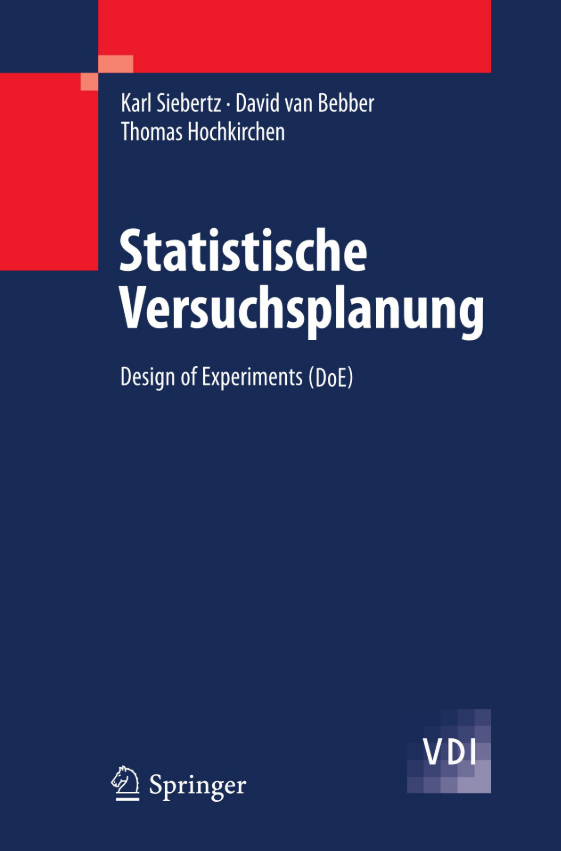 Karl Siebertz · David van Bebber
Thomas Hochkirchen
Statistische
Versuchsplanung
Design of Experiments (DoE)
VDI
Springer